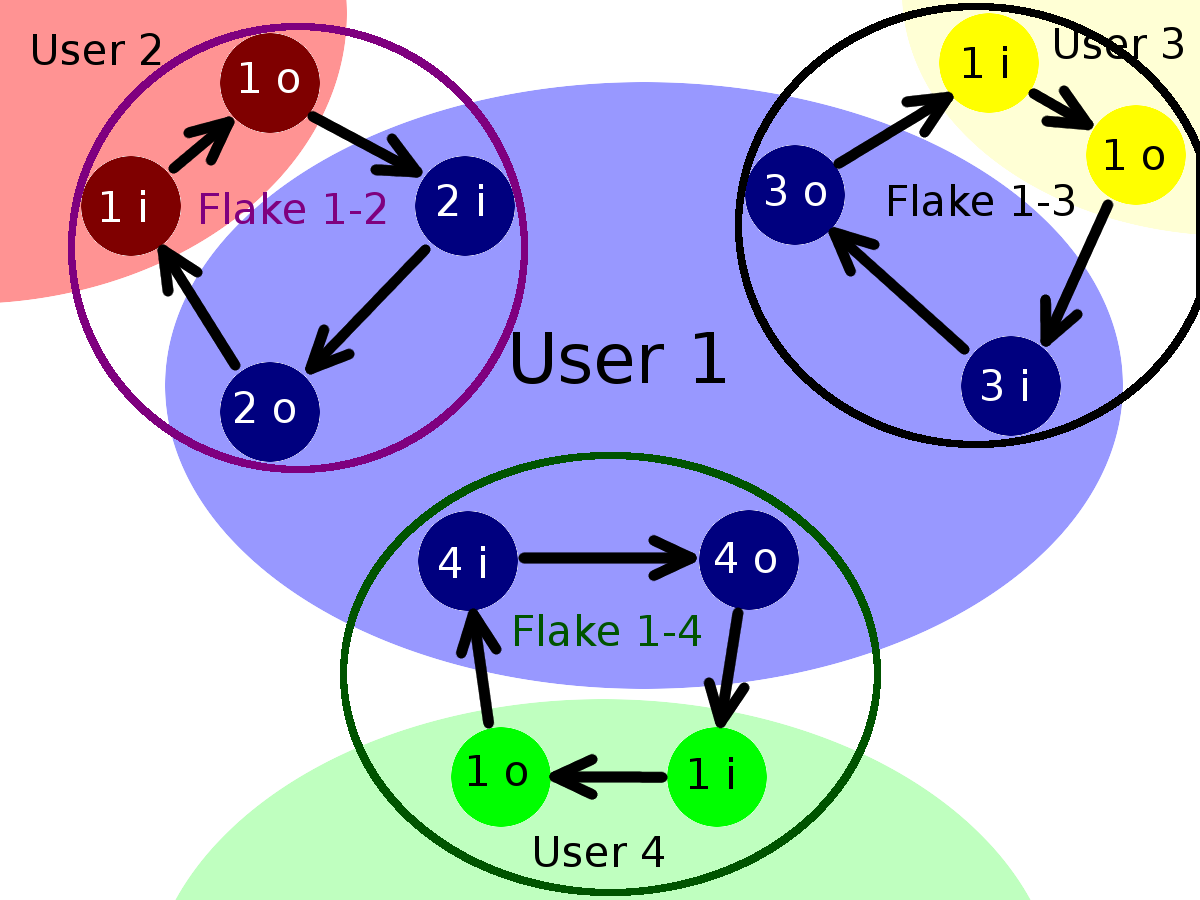 User 2
1 o
1 i
Flake 1-2
2 i
2 o
User 1
1 i
User 3
1 o
3 o
Flake 1-3
3 i
4 i
4 o
Flake 1-4
1 o
1 i
User 4